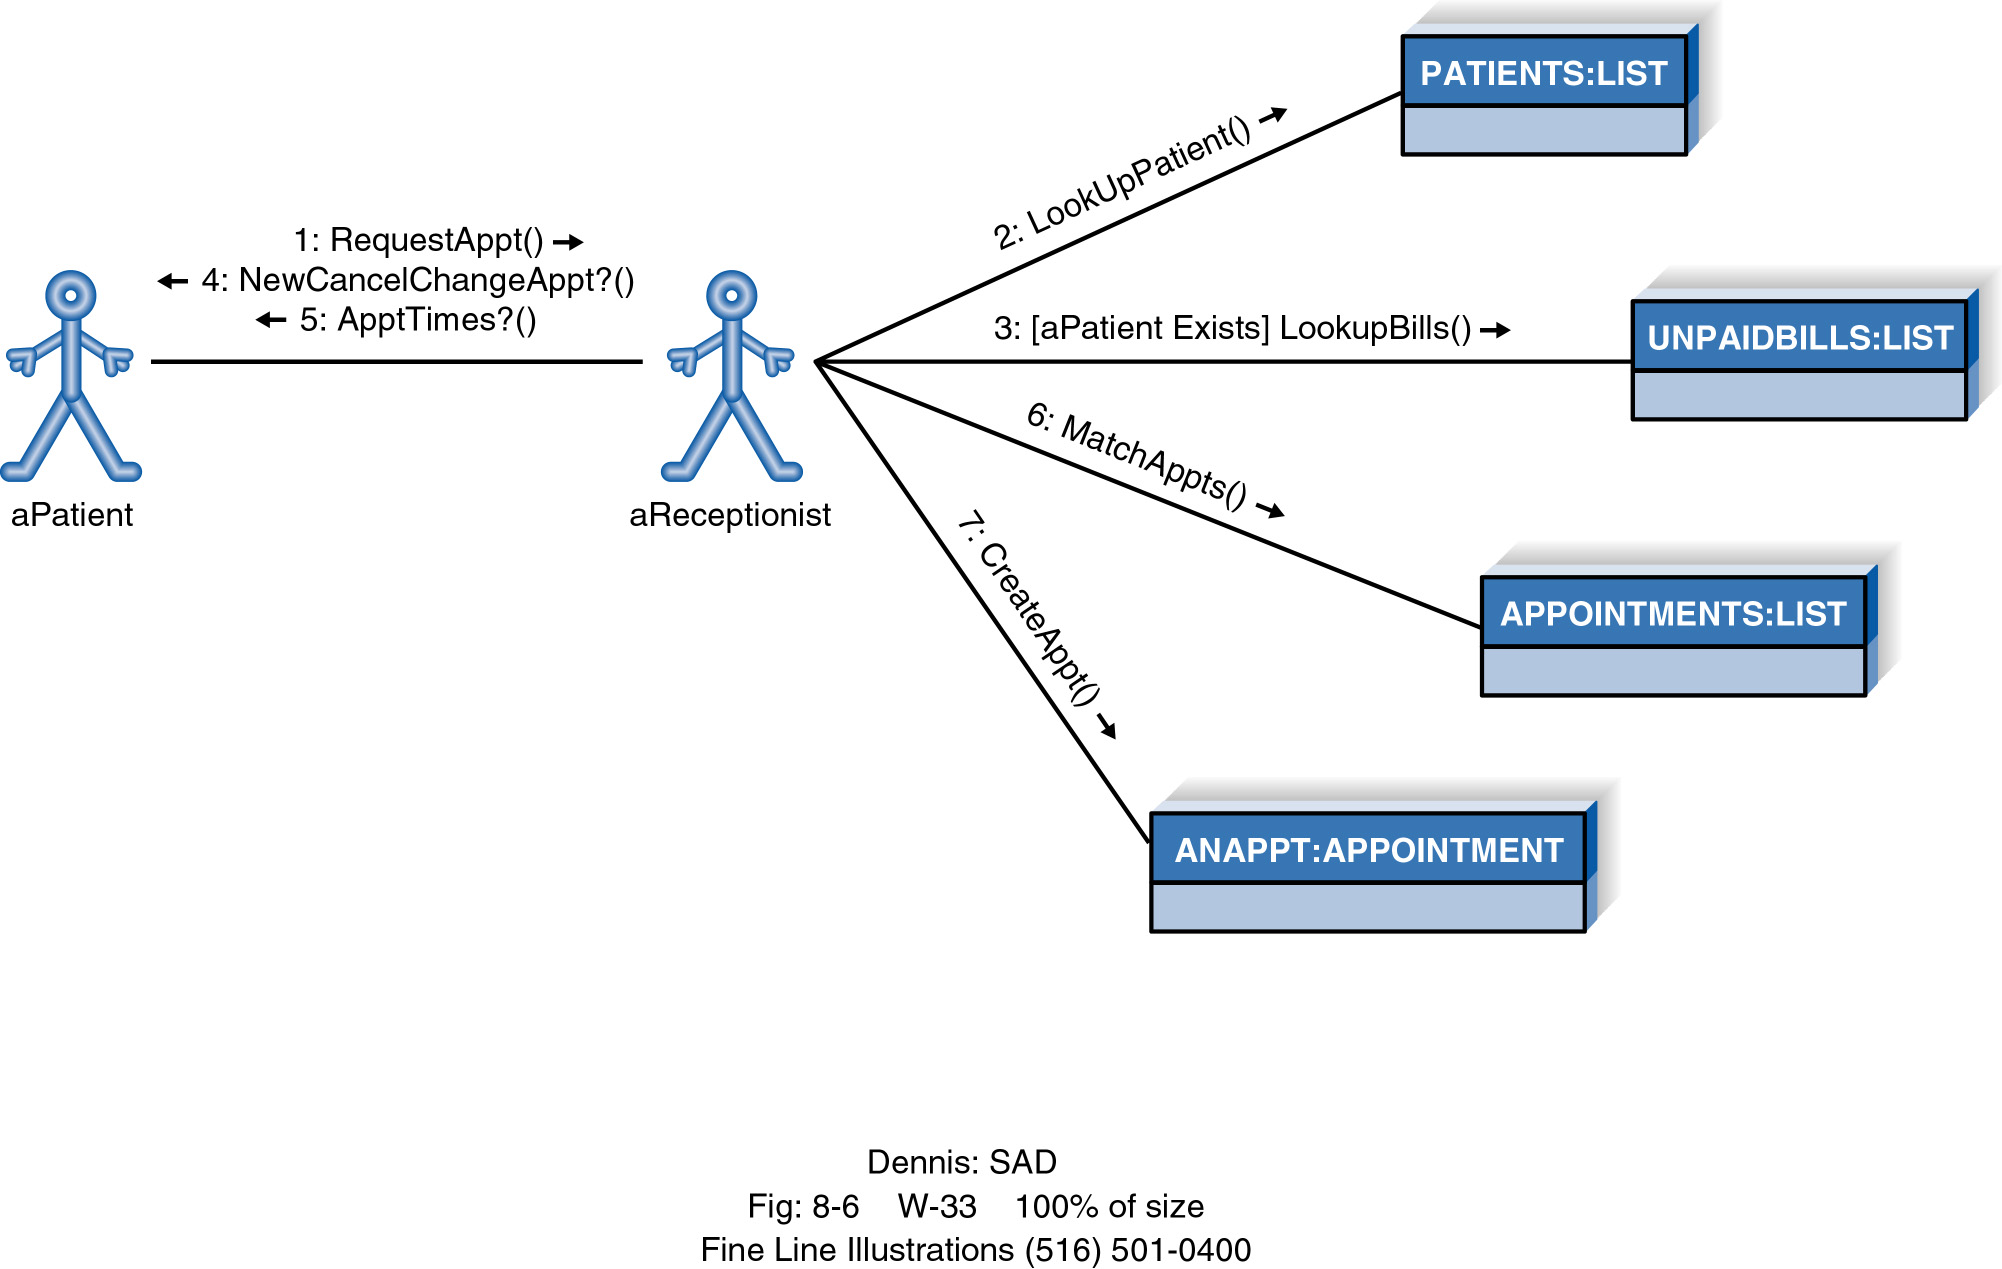 PATIENTS:LIST
2: LookUpPatient()
1: RequestAppt()
4: NewCancelChangeAppt?()
5: ApptTimes?()
3: [aPatient Exists] LookupBills()
UNPAIDBILLS:LIST
6: MatchAppts()
aPatient
aReceptionist
7: CreateAppt()
APPOINTMENTS:LIST
ANAPPT:APPOINTMENT
Dennis: SAD
Fig: 8-6 W-33 100% of size
Fine Line Illustrations (516) 501-0400